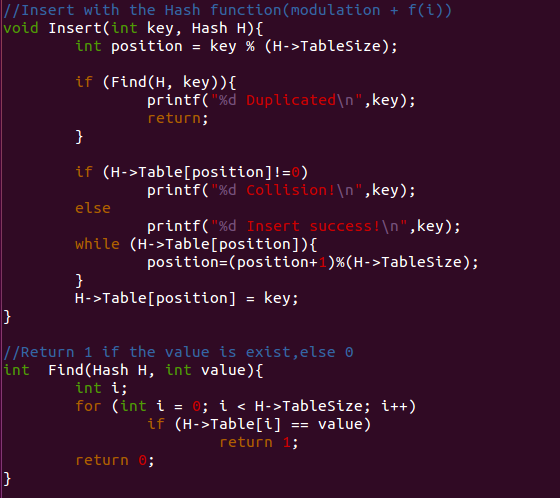 //Insert with the Hash function(modulation + f(i))
void Insert(int key, Hash H){
        int position = key % (H->TableSize);

        if (Find(H, key)){
                printf("%d Duplicated\n",key);
                return;
        }

        if (H->Table[position]!=0)
                printf("%d Collision!\n",key);
        else
                printf("%d Insert success!\n",key);
        while (H->Table[position]){
                position=(position+1)%(H->TableSize);
        }
        H->Table[position] = key;
}

//Return 1 if the value is exist,else 0
int  Find(Hash H, int value){
        int i;
        for (int i = 0; i < H->TableSize; i++)
                if (H->Table[i] == value)
                        return 1;
        return 0;
}